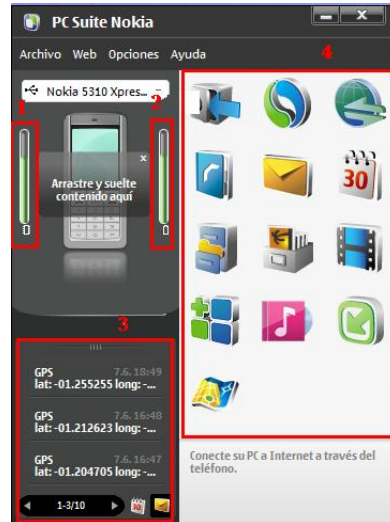 PC Suite Nokia
Archivo Web Opciones Ayuda
4
Nokia 5310 Xpres...
1
2
x
Arrastre y suelte
contenido aquí
30
3
GPS 7.6. 18:49
lat: -01.255255 long: -...
GPS 7.6. 16:48
lat: -01.212623 long: -...
GPS 7.6. 16:47
lat: -01.204705 long: -...
1-3/10
Conecte su PC a Internet a través del
teléfono.